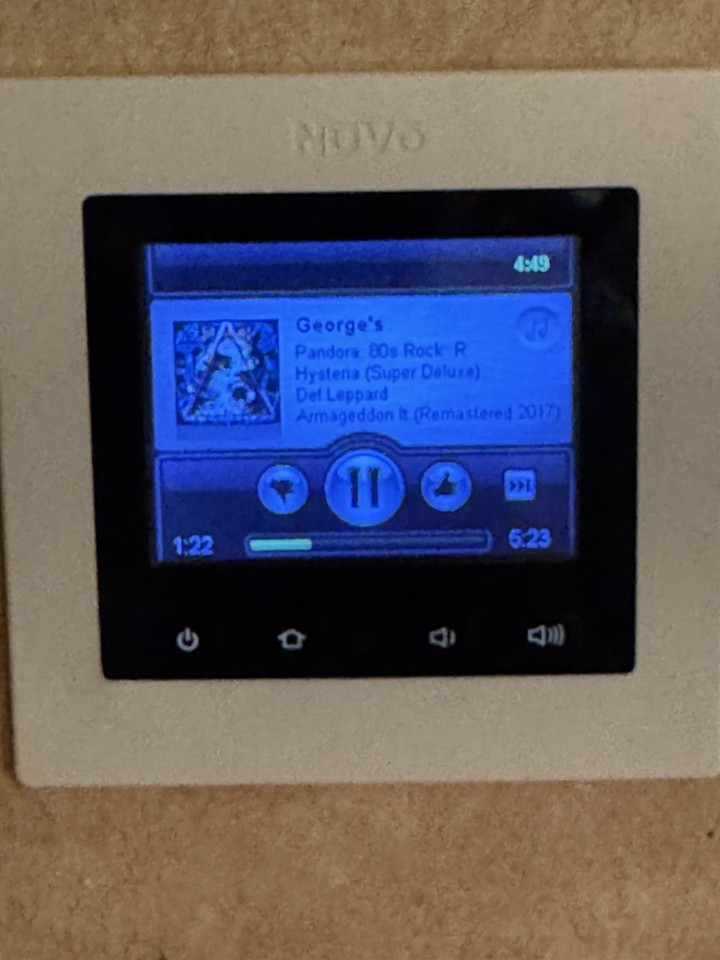 NUVO
4:49
George's
Pandora: 80s Rock R
Hysteria (Super Deluxe)
Def Leppard
Armageddon It (Remastered 2017)
1:22
5:23